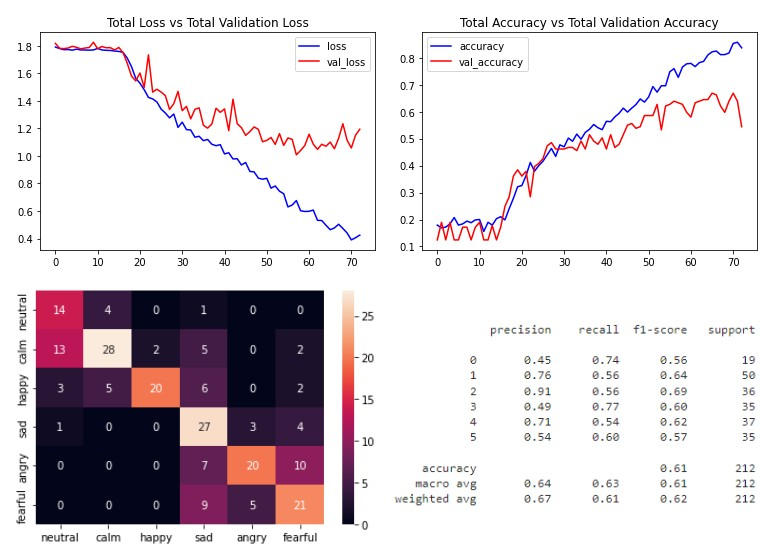 Total Loss vs Total Validation Loss
loss
val_loss
1.8
1.6
1.4
1.2
1.0
0.8
0.6
0.4
0 10 20 30 40 50 60 70
Total Accuracy vs Total Validation Accuracy
accuracy
val_accuracy
0.8
0.7
0.6
0.5
0.4
0.3
0.2
0.1
0 10 20 30 40 50 60 70
neutral 14 4 0 1 0 0
calm 13 28 2 5 0 2
happy 3 5 20 6 0 2
sad 1 0 0 27 3 4
angry 0 0 0 7 20 10
fearful 0 0 0 9 5 21
neutral calm happy sad angry fearful
25
20
15
10
5
0
precision recall f1-score support
0 0.45 0.74 0.56 19
1 0.76 0.56 0.64 50
2 0.91 0.56 0.69 36
3 0.49 0.77 0.60 35
4 0.71 0.54 0.62 37
5 0.54 0.60 0.57 35
accuracy 0.61 212
macro avg 0.64 0.63 0.61 212
weighted avg 0.67 0.61 0.62 212